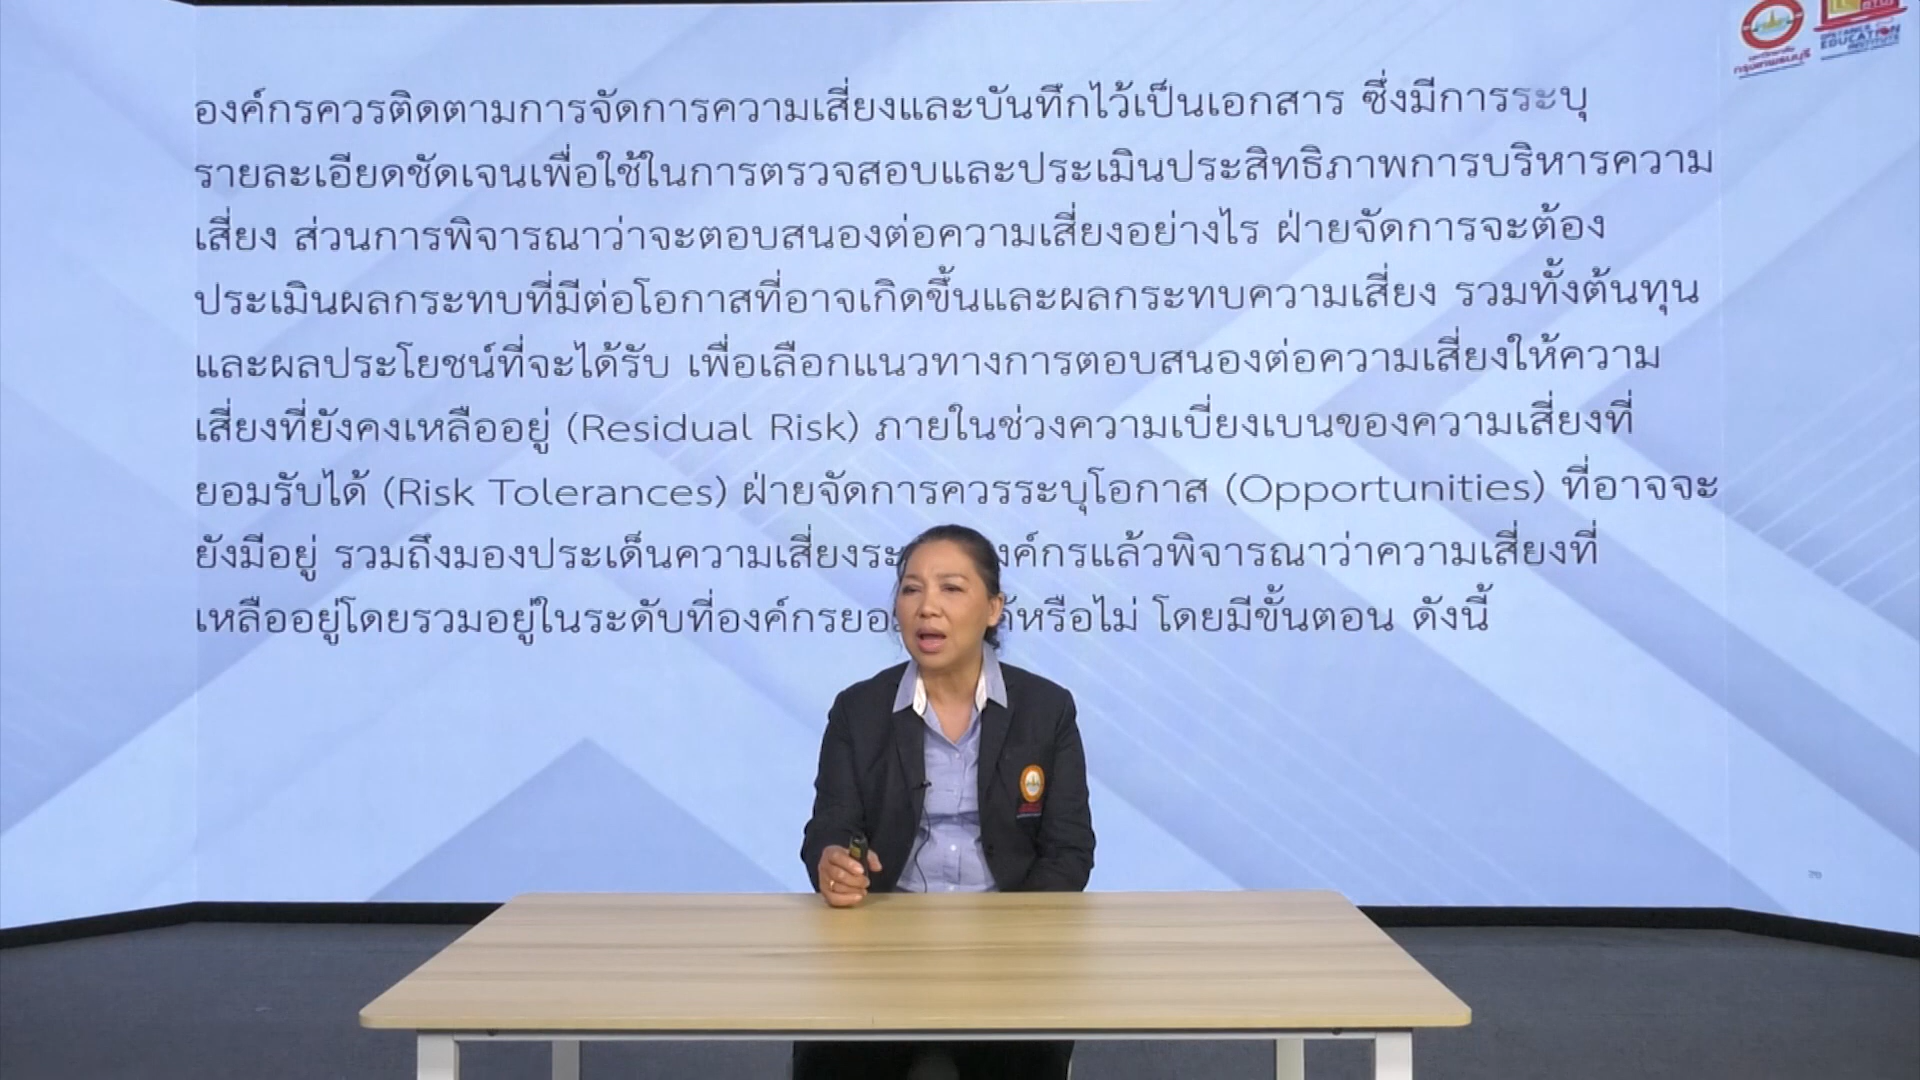 องค์กรควรติดตามการจัดการความเสี่ยงและบันทึกไว้เป็นเอกสาร ซึ่งมีการระบุ
รายละเอียดชัดเจนเพื่อใช้ในการตรวจสอบและประเมินประสิทธิภาพการบริหารความ
เสี่ยง ส่วนการพิจารณาว่าจะตอบสนองต่อความเสี่ยงอย่างไร ฝ่ายจัดการจะต้อง
ประเมินผลกระทบที่มีต่อโอกาสที่อาจเกิดขึ้นและผลกระทบความเสี่ยง รวมทั้งต้นทุน
และผลประโยชน์ที่จะได้รับ เพื่อเลือกแนวทางการตอบสนองต่อความเสี่ยงให้ความ
เสี่ยงที่ยังคงเหลืออยู่ (Residual Risk) ภายในช่วงความเบี่ยงเบนของความเสี่ยงที่
ยอมรับได้ (Risk Tolerances) ฝ่ายจัดการควรระบุโอกาส (Opportunities) ที่อาจจะ
ยังมีอยู่ รวมถึงมองประเด็นความเสี่ยงระ งค์กรแล้วพิจารณาว่าความเสี่ยงที่
เหลืออยู่โดยรวมอยู่ในระดับที่องค์กรยอ หรือไม่ โดยมีขั้นตอน ดังนี้
กรุงเทพธนบุรี
EDUCATION
INSTITUTE